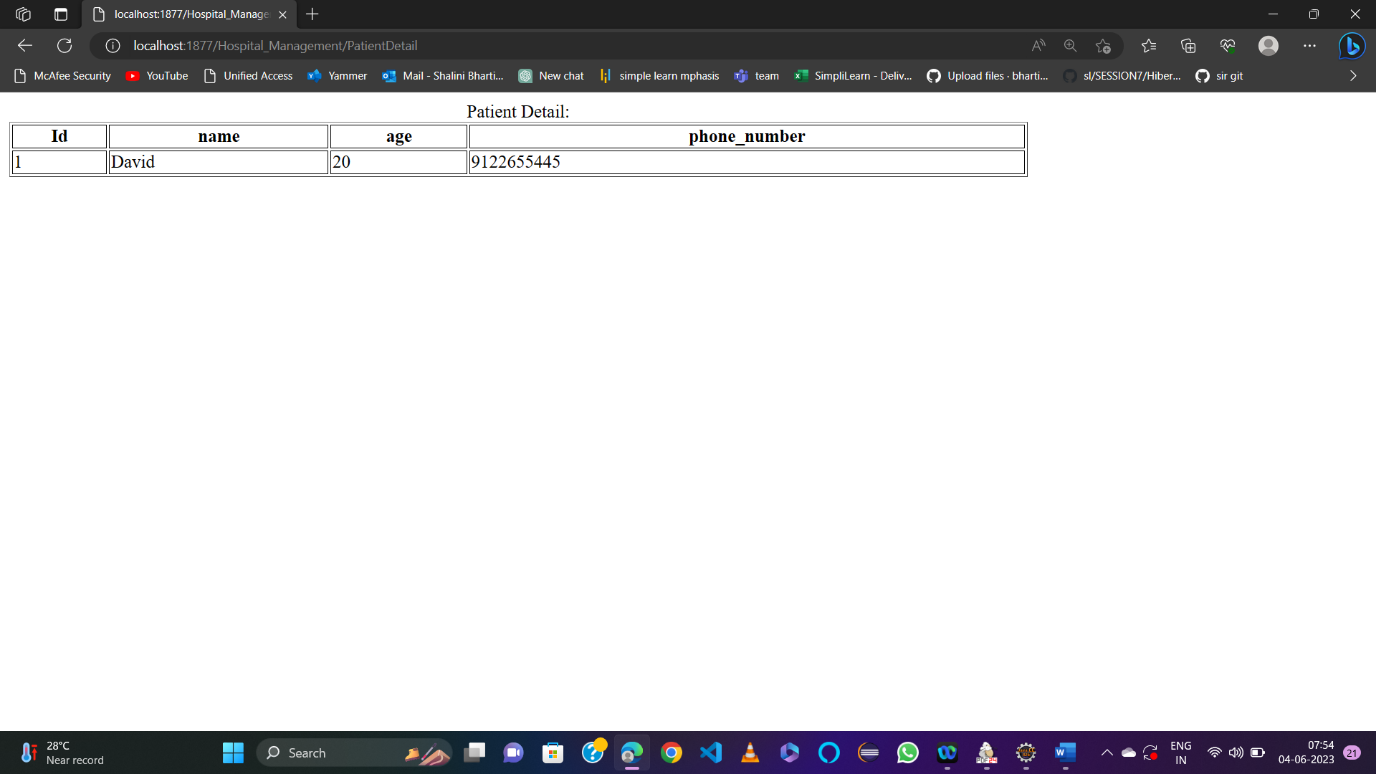 localhost:1877/Hospital_Manage
localhost:1877/Hospital_Management/PatientDetail
McAfee Security YouTube Unified Access Yammer Mail - Shalini Bharti... New chat simple learn mphasis team SimpliLearn - Deliv... Upload files · bharti... sl/SESSION7/Hiber... sir git
Patient Detail:
Id name age phone_number
1 David 20 9122655445
28°C
Near record
Search
ENG
IN
07:54
04-06-2023
21